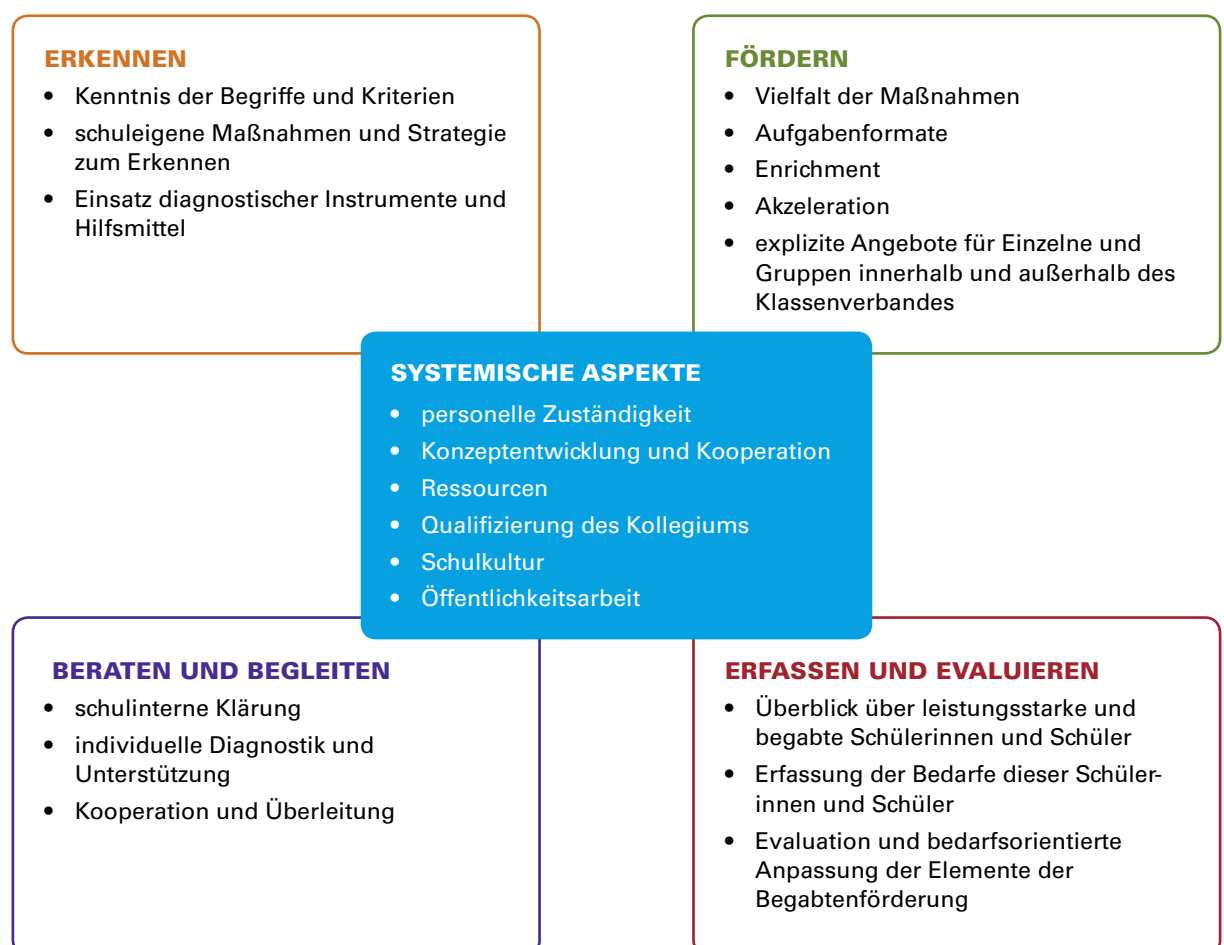 ERKENNEN
• Kenntnis der Begriffe und Kriterien
• schuleigene Maßnahmen und Strategie
zum Erkennen
• Einsatz diagnostischer Instrumente und
Hilfsmittel
FÖRDERN
• Vielfalt der Maßnahmen
• Aufgabenformate
• Enrichment
• Akzeleration
• explizite Angebote für Einzelne und
Gruppen innerhalb und außerhalb des
Klassenverbandes
SYSTEMISCHE ASPEKTE
• personelle Zuständigkeit
• Konzeptentwicklung und Kooperation
• Ressourcen
• Qualifizierung des Kollegiums
• Schulkultur
• Öffentlichkeitsarbeit
BERATEN UND BEGLEITEN
• schulinterne Klärung
• individuelle Diagnostik und
Unterstützung
• Kooperation und Überleitung
ERFASSEN UND EVALUIEREN
• Überblick über leistungsstarke und
begabte Schülerinnen und Schüler
• Erfassung der Bedarfe dieser Schüler-
innen und Schüler
• Evaluation und bedarfsorientierte
Anpassung der Elemente der
Begabtenförderung